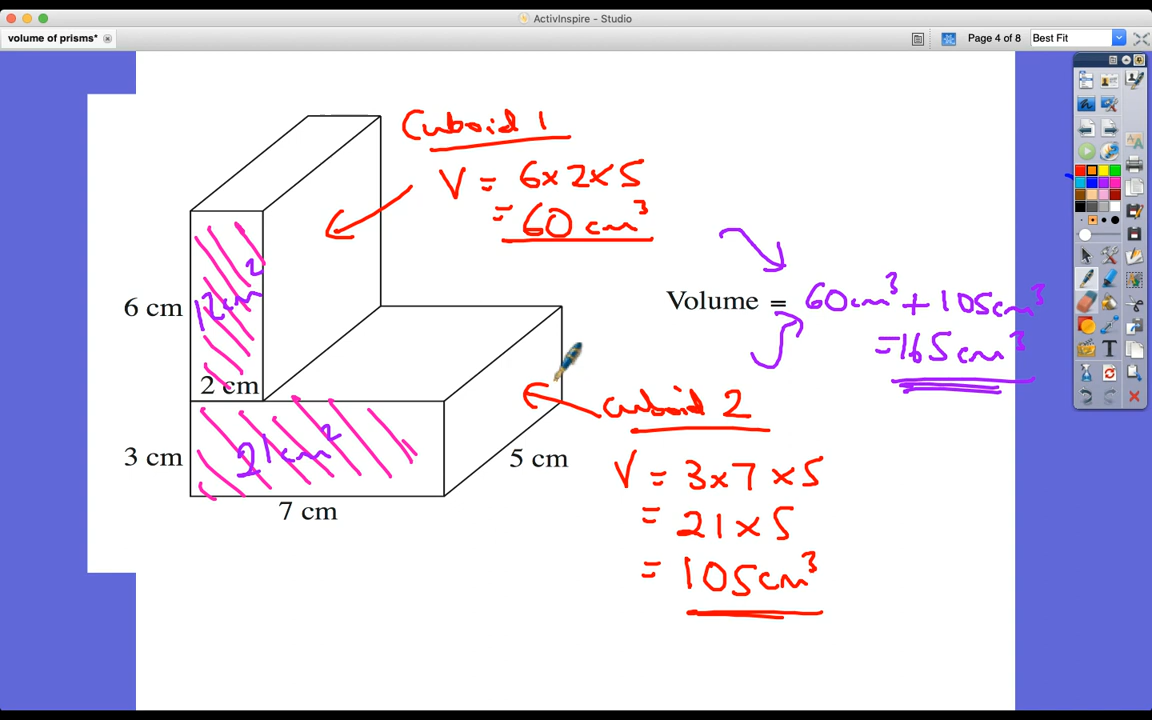 ActivInspire - Studio
volume of prisms*
Page 4 of 8
Best Fit
Cuboid 1
V = 6×2×5
= 60 cm³
12cm²
6 cm
2 cm
Volume = 60cm³ + 105cm³
= 165cm³
Cuboid 2
21cm²
3 cm
5 cm
7 cm
V = 3×7×5
= 21×5
= 105cm³